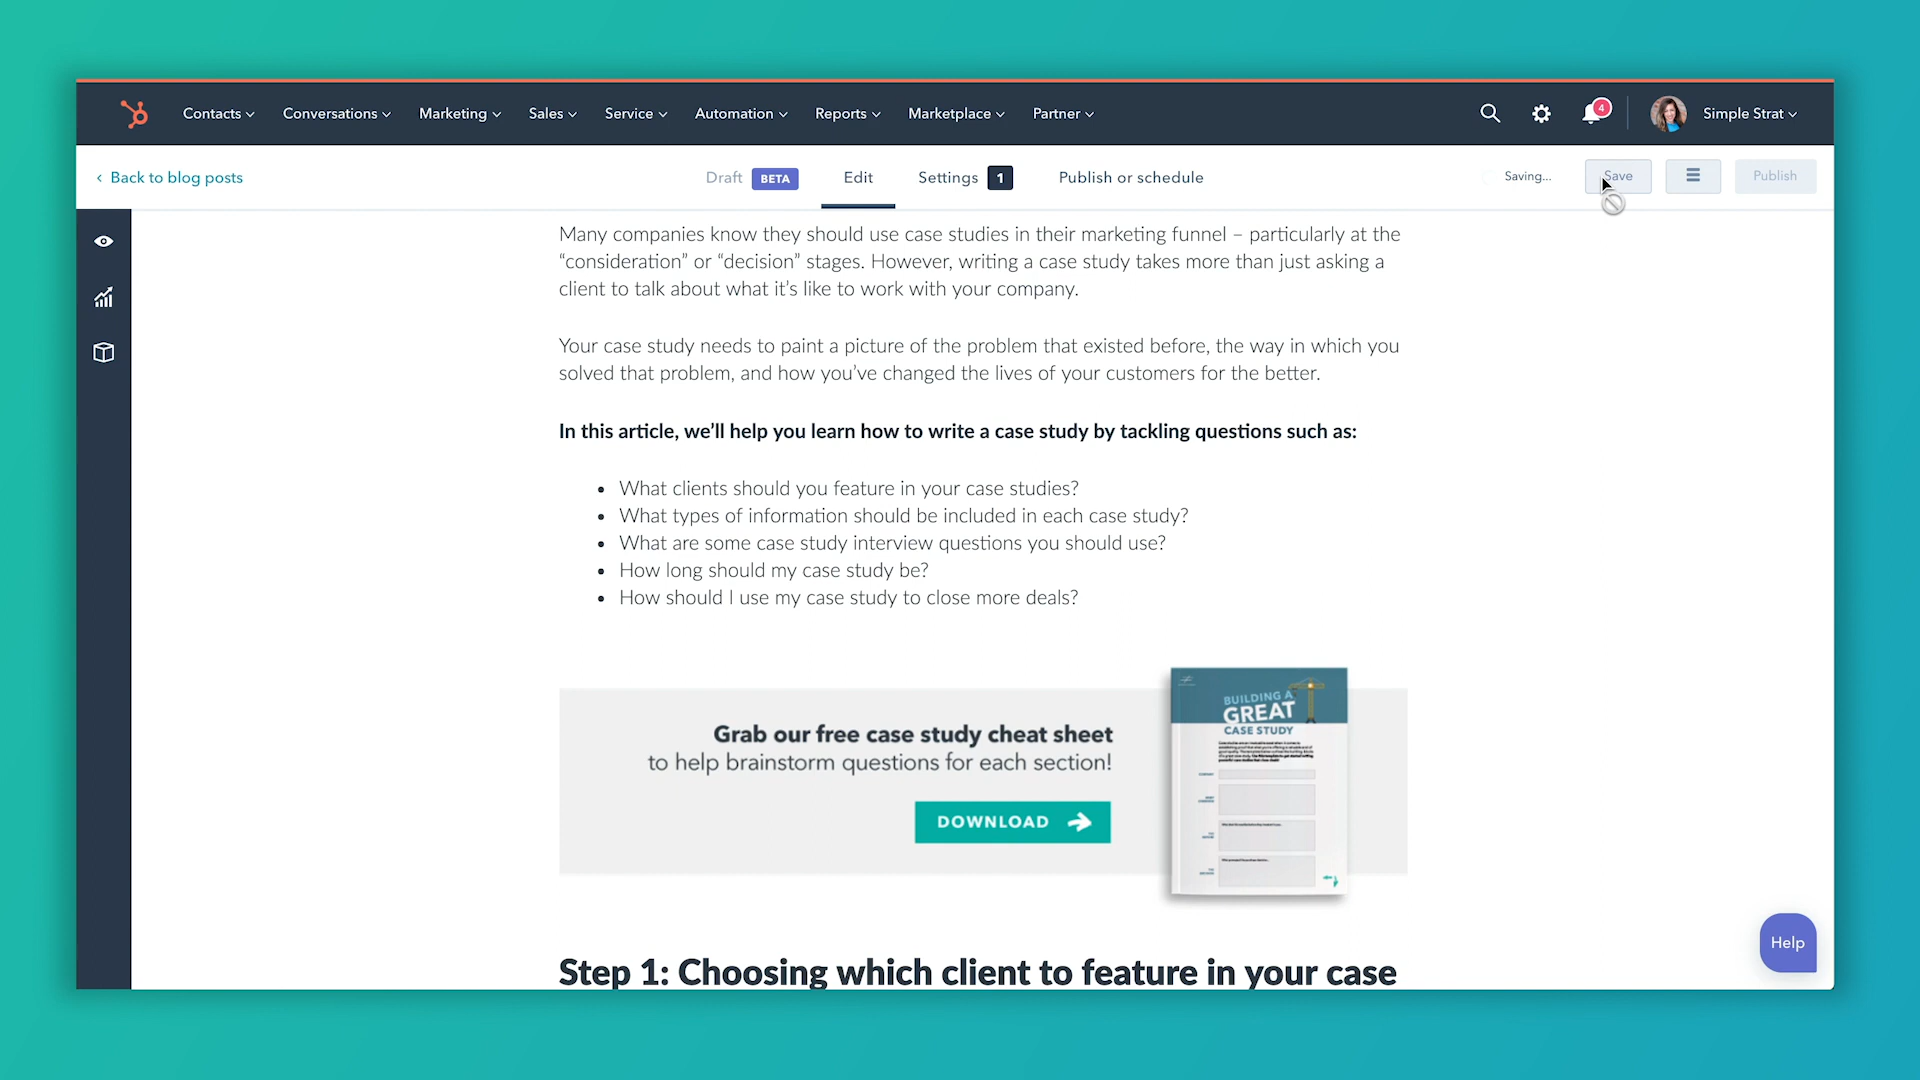 Contacts
Conversations
Marketing
Sales
Service
Automation
Reports
Marketplace
Partner
4
Simple Strat
Back to blog posts
Draft BETA
Edit
Settings 1
Publish or schedule
Saving...
Save
Publish
Many companies know they should use case studies in their marketing funnel – particularly at the
“consideration” or “decision” stages. However, writing a case study takes more than just asking a
client to talk about what it’s like to work with your company.
Your case study needs to paint a picture of the problem that existed before, the way in which you
solved that problem, and how you’ve changed the lives of your customers for the better.
In this article, we’ll help you learn how to write a case study by tackling questions such as:
What clients should you feature in your case studies?
What types of information should be included in each case study?
What are some case study interview questions you should use?
How long should my case study be?
How should I use my case study to close more deals?
Grab our free case study cheat sheet
to help brainstorm questions for each section!
DOWNLOAD
BUILDING A
GREAT
CASE STUDY
Step 1: Choosing which client to feature in your case
Help